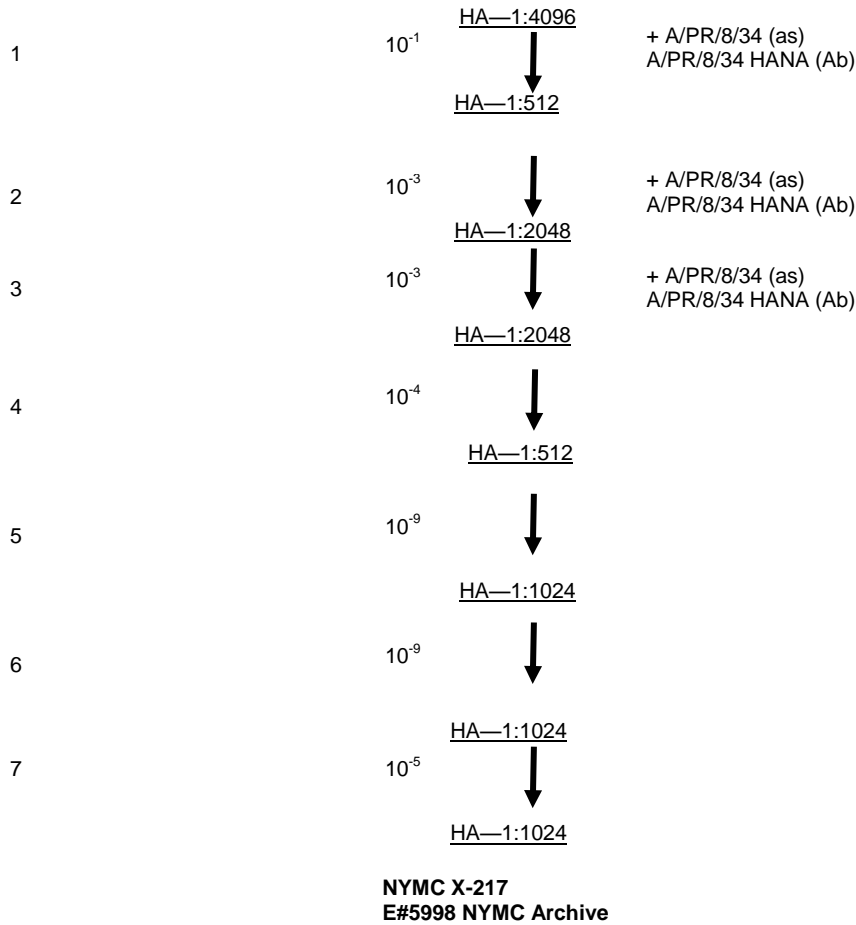 HA—1:4096
1 10-1 + A/PR/8/34 (as)
A/PR/8/34 HANA (Ab)
HA—1:512
2 10-3 + A/PR/8/34 (as)
A/PR/8/34 HANA (Ab)
HA—1:2048
3 10-3 + A/PR/8/34 (as)
A/PR/8/34 HANA (Ab)
HA—1:2048
4 10-4
HA—1:512
5 10-9
HA—1:1024
6 10-9
HA—1:1024
7 10-5
HA—1:1024
NYMC X-217
E#5998 NYMC Archive